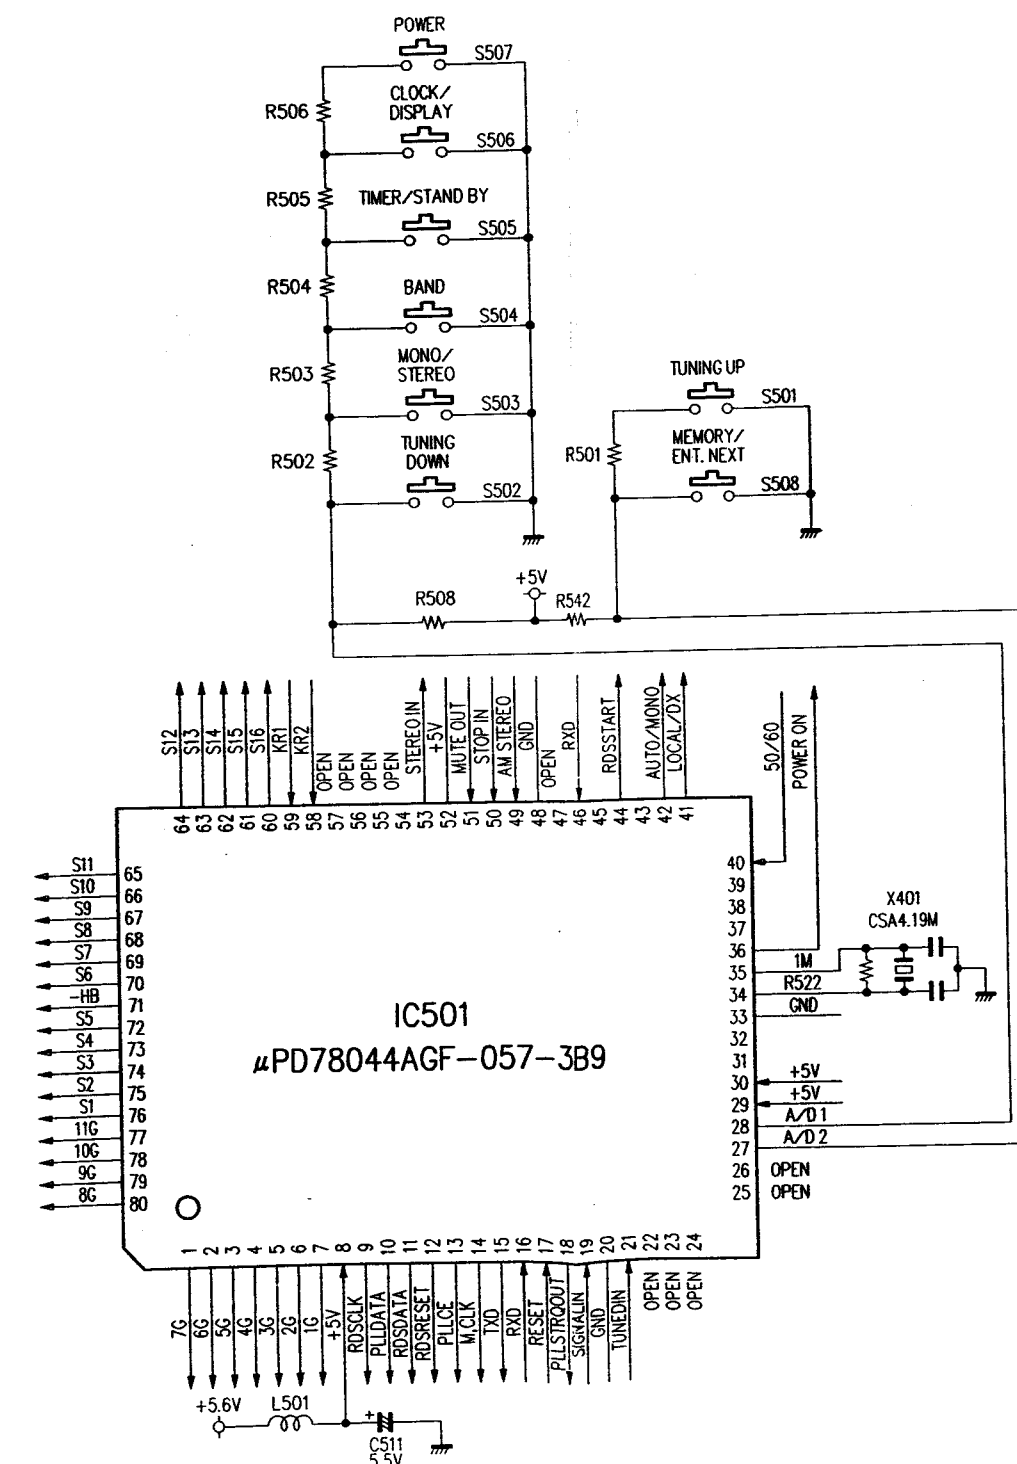 POWER
S507
R506
CLOCK/
DISPLAY
S506
R505
TIMER/STAND BY
S505
R504
BAND
S504
R503
MONO/
STEREO
S503
R502
TUNING
DOWN
S502
TUNING UP
S501
R501
MEMORY/
ENT. NEXT
S508
+5V
R508
R542
S12
S13
S14
S15
S16
KR1
KR2
OPEN
OPEN
OPEN
OPEN
STEREO IN
+5V
MUTE OUT
STOP IN
AM STEREO
GND
OPEN
RXD
RDSSTART
AUTO/MONO
LOCAL/DX
50/60
POWER ON
64 63 62 61 60 59 58 57 56 55 54 53 52 51 50 49 48 47 46 45 44 43 42 41
S11 65
S10 66
S9 67
S8 68
S7 69
S6 70
-HB 71
S5 72
S4 73
S3 74
S2 75
S1 76
11G 77
10G 78
9G 79
8G 80
IC501
μPD78044AGF-057-3B9
40
39
38
37
36
35 1M
34 R522
33 GND
32
31
30 +5V
29 +5V
28 A/D 1
27 A/D 2
26 OPEN
25 OPEN
X401
CSA4.19M
1 2 3 4 5 6 7 8 9 10 11 12 13 14 15 16 17 18 19 20 21 22 23 24
7G
6G
5G
4G
3G
2G
1G
+5V
RDSCLK
PLLDATA
RDSDATA
RDSRESET
PLLCE
M,CLK
TXD
RXD
RESET
PLLSTRQOUT
SIGNALIN
GND
TUNEDIN
OPEN
OPEN
OPEN
+5.6V
L501
+
C511
5.5V